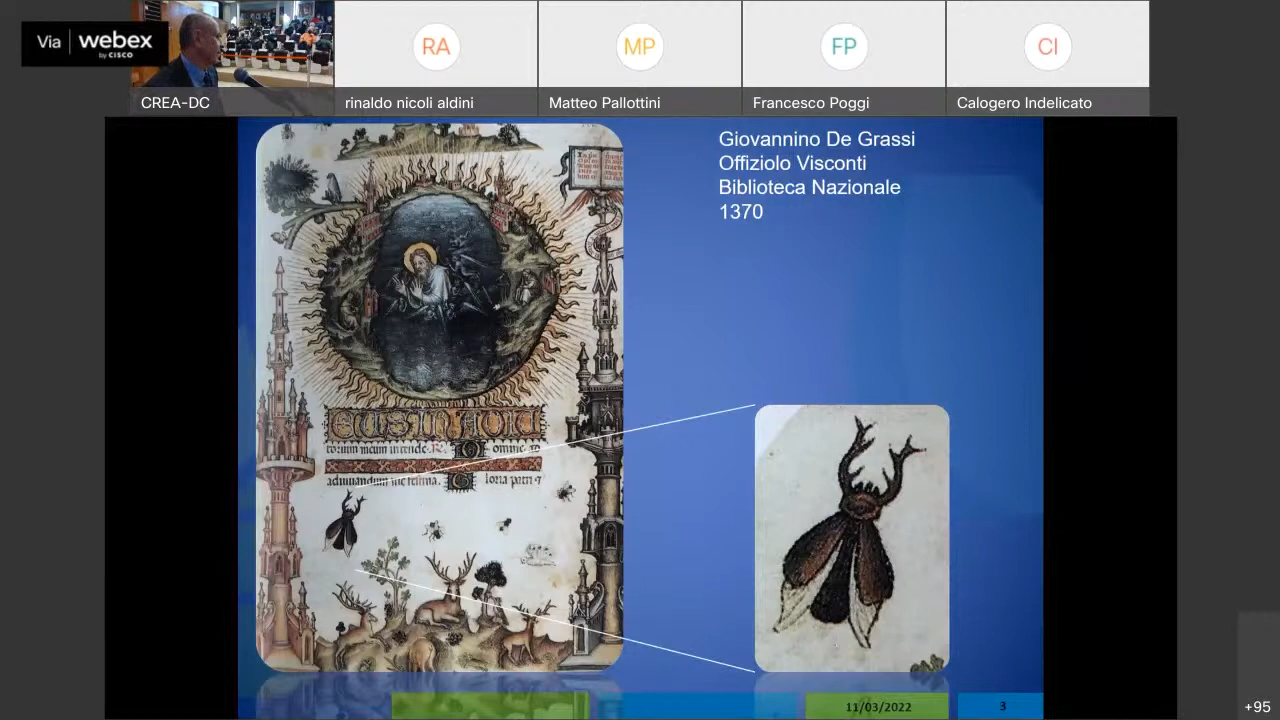 Via webex
by CISCO
RA
MP
FP
CI
CREA-DC
rinaldo nicoli aldini
Matteo Pallottini
Francesco Poggi
Calogero Indelicato
Giovannino De Grassi
Offiziolo Visconti
Biblioteca Nazionale
1370
11/03/2022
3
+95